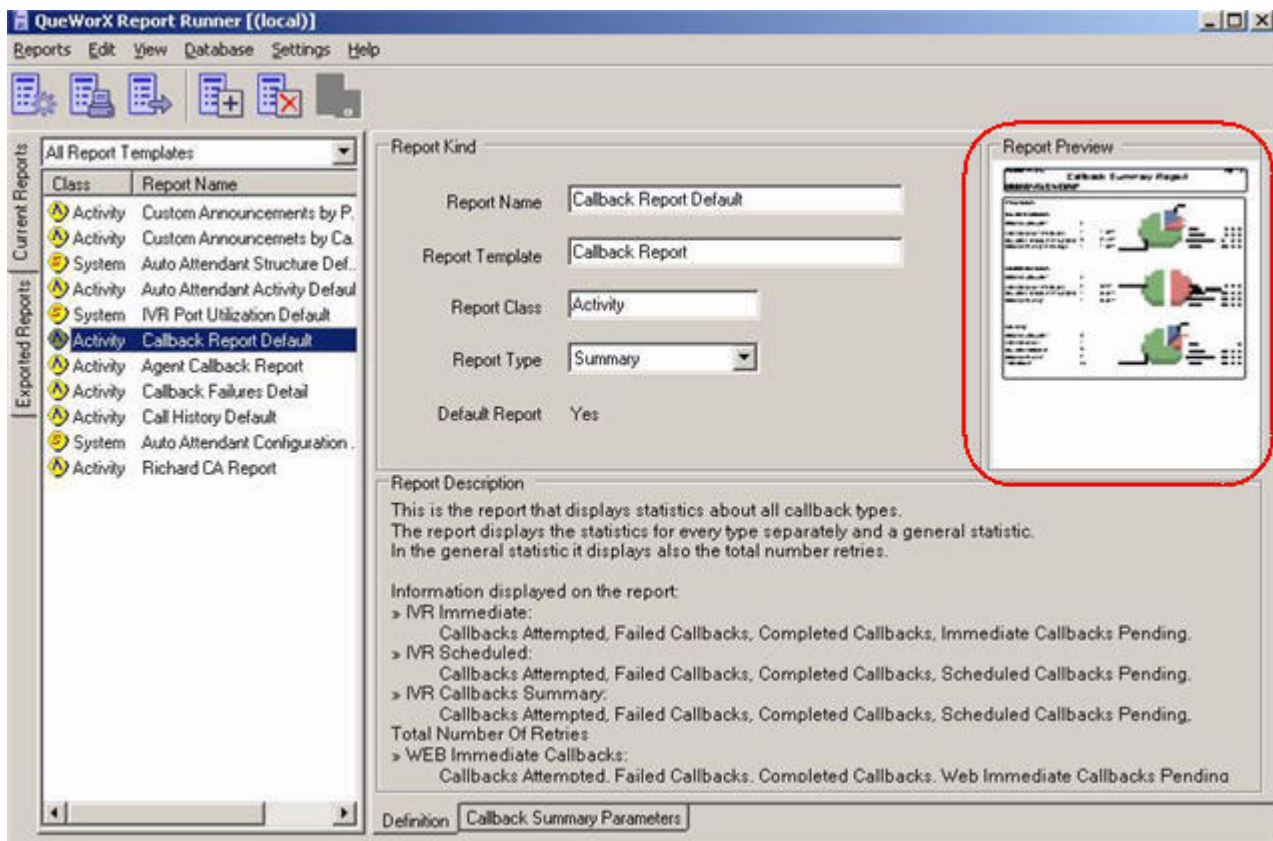 QueWorX Report Runner [(local)]
Reports Edit View Database Settings Help
Current Reports
Exported Reports
All Report Templates
Class Report Name
Activity Custom Announcements by P.
Activity Custom Announcemets by Ca.
System Auto Attendant Structure Def..
Activity Auto Attendant Activity Defaul
System IVR Port Utilization Default
Activity Callback Report Default
Activity Agent Callback Report
Activity Callback Failures Detail
Activity Call History Default
System Auto Attendant Configuration .
Activity Richard CA Report
Report Kind
Report Name Callback Report Default
Report Template Callback Report
Report Class Activity
Report Type Summary
Default Report Yes
Report Preview
Callback Summary Report
Report Description
This is the report that displays statistics about all callback types.
The report displays the statistics for every type separately and a general statistic.
In the general statistic it displays also the total number retries.
Information displayed on the report:
» IVR Immediate:
Callbacks Attempted, Failed Callbacks, Completed Callbacks, Immediate Callbacks Pending.
» IVR Scheduled:
Callbacks Attempted, Failed Callbacks, Completed Callbacks, Scheduled Callbacks Pending.
» IVR Callbacks Summary:
Callbacks Attempted, Failed Callbacks, Completed Callbacks, Scheduled Callbacks Pending,
Total Number Of Retries
» WEB Immediate Callbacks:
Callbacks Attempted, Failed Callbacks, Completed Callbacks, Web Immediate Callbacks Pending
Definition Callback Summary Parameters